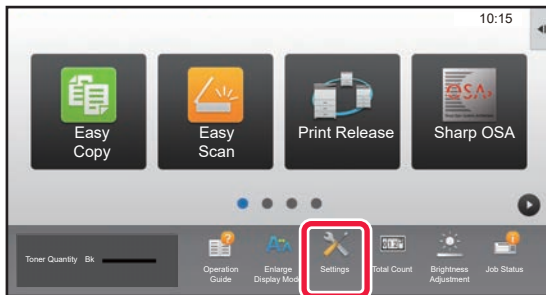 10:15
Easy
Copy
Easy
Scan
Print Release
Sharp OSA
Toner Quantity Bk
Operation
Guide
Enlarge
Display Mode
Settings
Total Count
Brightness
Adjustment
Job Status